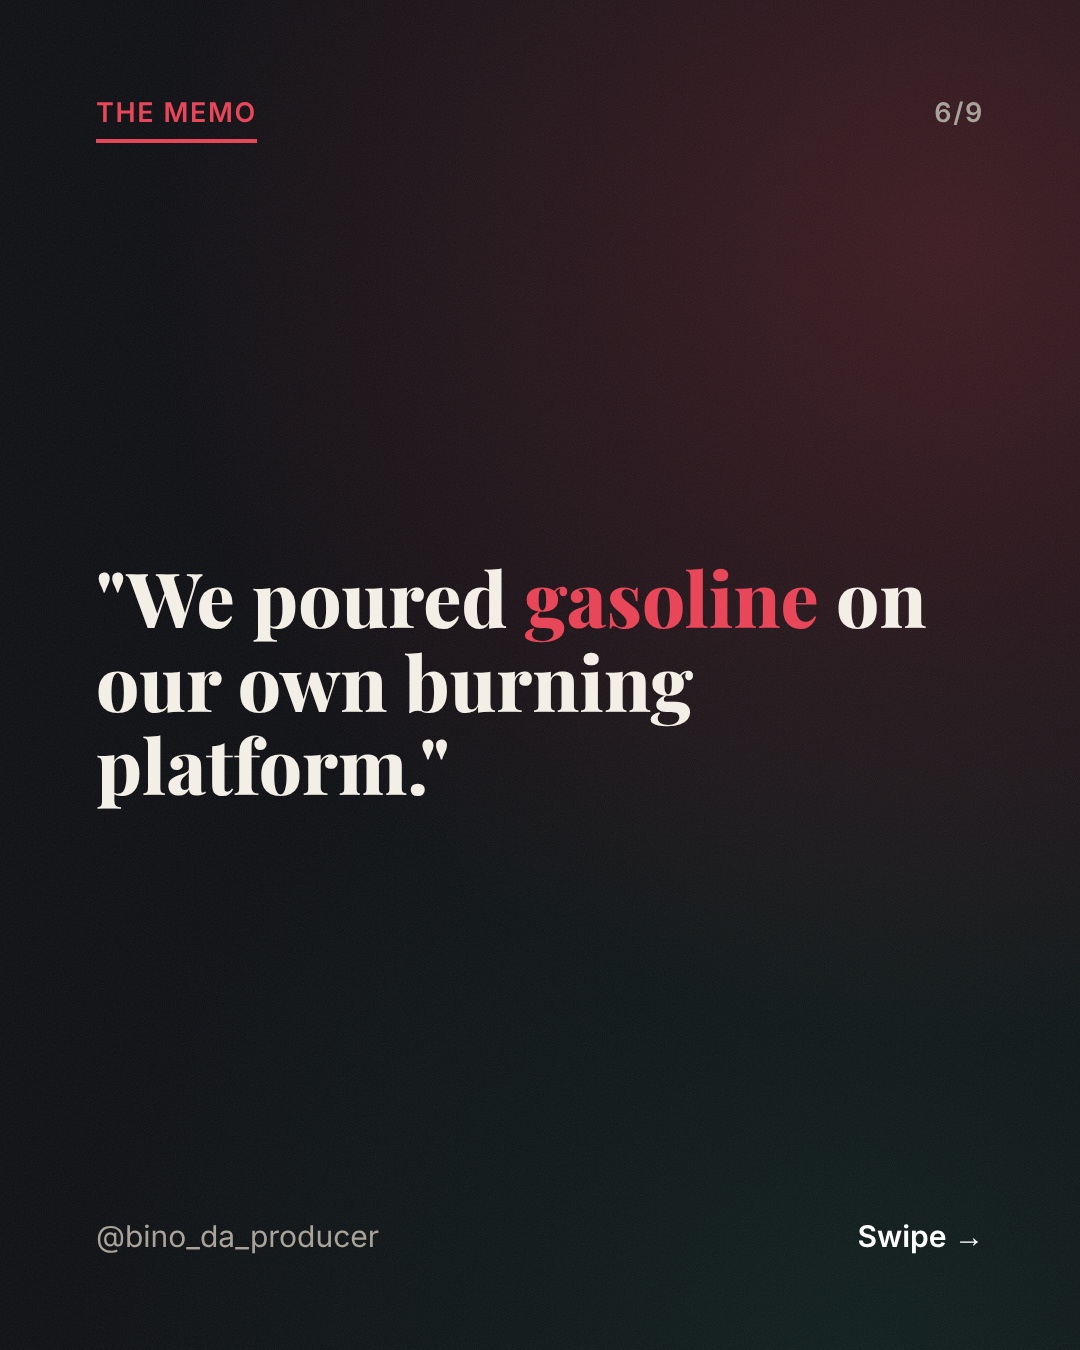 THE MEMO
6/9
"We poured gasoline on
our own burning
platform."
@bino_da_producer
Swipe →